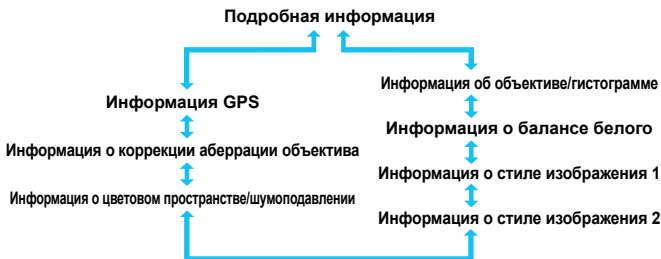 Подробная информация
Информация GPS
Информация о коррекции аберрации объектива
Информация о цветовом пространстве/шумоподавлении
Информация об объективе/гистограмме
Информация о балансе белого
Информация о стиле изображения 1
Информация о стиле изображения 2